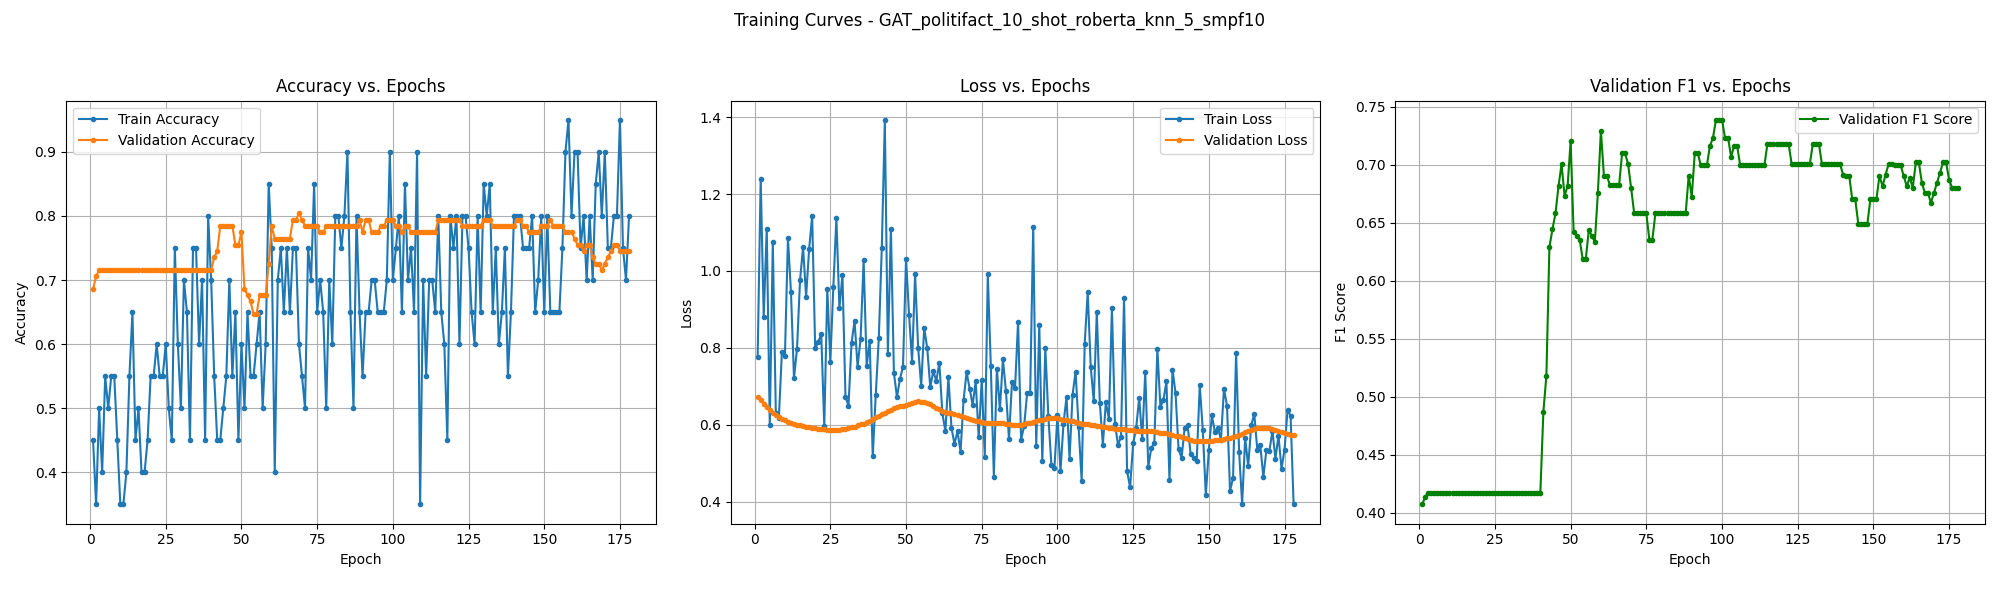 Training Curves - GAT_politifact_10_shot_roberta_knn_5_smpf10
Accuracy vs. Epochs
Train Accuracy
Validation Accuracy
Accuracy
0.9
0.8
0.7
0.6
0.5
0.4
0
25
50
75
100
125
150
175
Epoch
Loss vs. Epochs
Train Loss
Validation Loss
Loss
1.4
1.2
1.0
0.8
0.6
0.4
0
25
50
75
100
125
150
175
Epoch
Validation F1 vs. Epochs
Validation F1 Score
F1 Score
0.75
0.70
0.65
0.60
0.55
0.50
0.45
0.40
0
25
50
75
100
125
150
175
Epoch